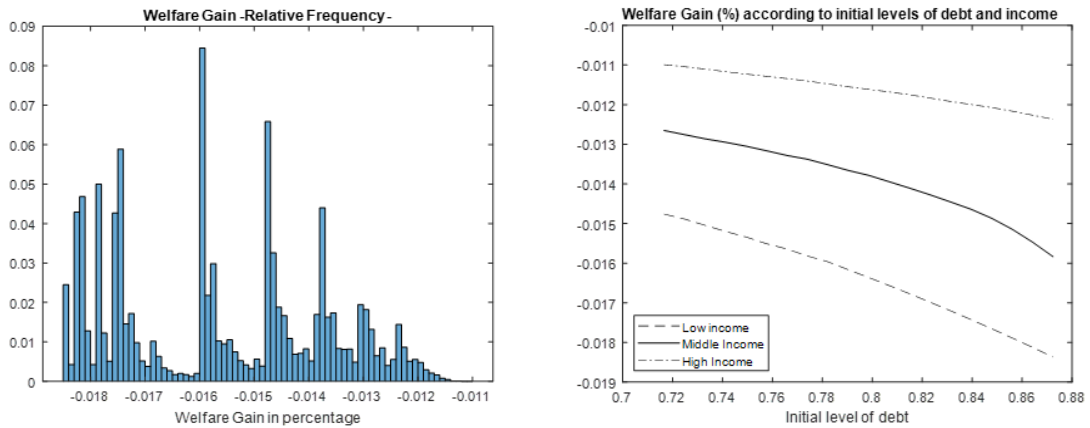 Welfare Gain -Relative Frequency -
0.09
0.08
0.07
0.06
0.05
0.04
0.03
0.02
0.01
0
-0.018 -0.017 -0.016 -0.015 -0.014 -0.013 -0.012 -0.011
Welfare Gain in percentage
Welfare Gain (%) according to initial levels of debt and income
-0.01
-0.011
-0.012
-0.013
-0.014
-0.015
-0.016
-0.017
-0.018
-0.019
Low income
Middle Income
High Income
0.7 0.72 0.74 0.76 0.78 0.8 0.82 0.84 0.86 0.88
Initial level of debt